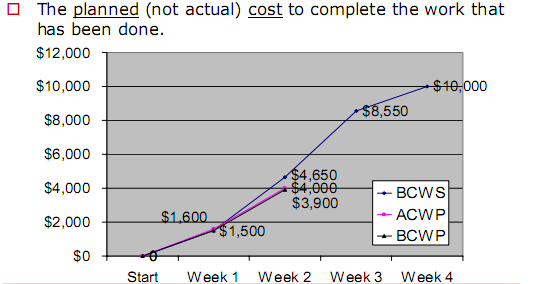 The planned (not actual) cost to complete the work that
has been done.
$12,000
$10,000
$8,000
$6,000
$4,000
$2,000
$0
$10,000
$8,550
$4,650
$4,000
$3,900
$1,600
$1,500
0
BCWS
ACWP
BCWP
Start Week 1 Week 2 Week 3 Week 4